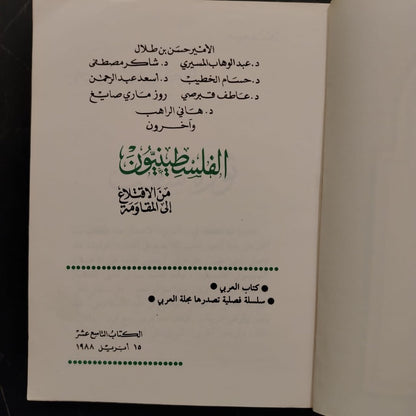 الأمير حسن بن طلال
د. عبد الوهاب المسيري د. شاكر مصطفى
د. حسام الخطيب د. أسعد عبد الرحمن
د. عاطف قبرصي روز ماري صايغ
د. هاني الراهب
وآخرون
الفلسطينيون
من الاقتلاع
إلى المقاومة
كتاب العربي
سلسلة فصلية تصدرها مجلة العربي
الكتاب التاسع عشر
١٥ أبريل ١٩٨٨